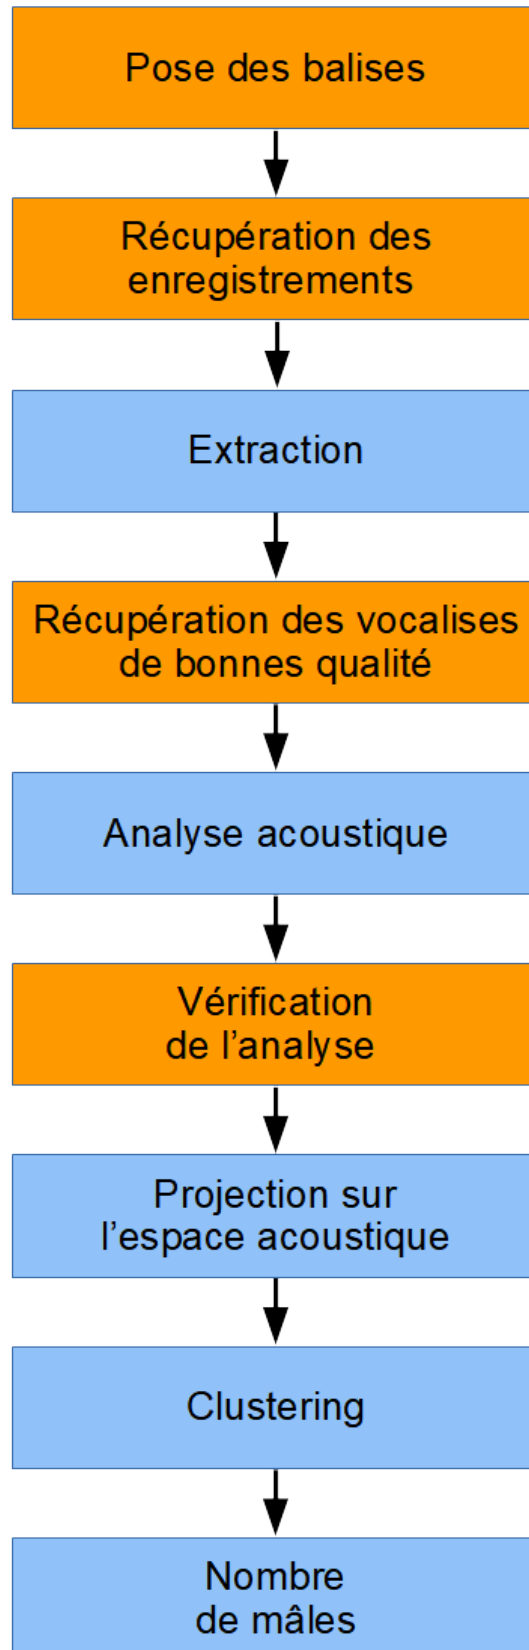 Pose des balises
Récupération des
enregistrements
Extraction
Récupération des vocalises
de bonnes qualité
Analyse acoustique
Vérification
de l’analyse
Projection sur
l’espace acoustique
Clustering
Nombre
de mâles